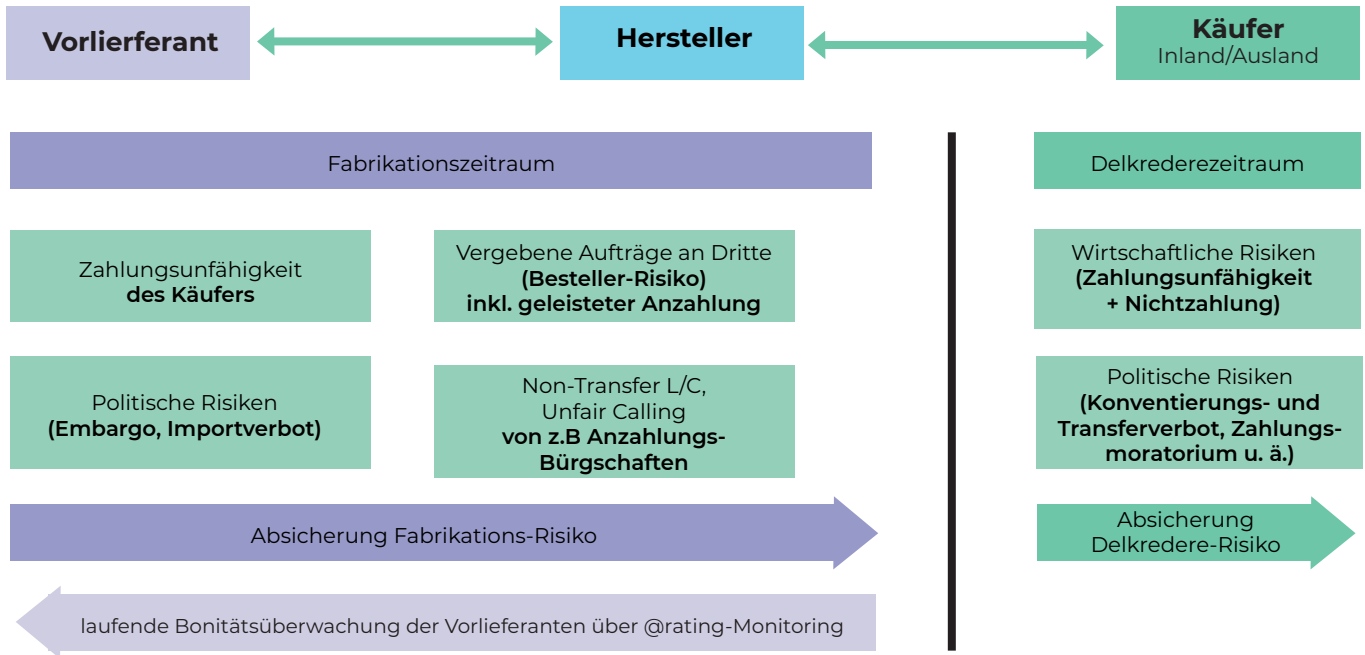 Vorlierferant
Hersteller
Käufer
Inland/Ausland
Fabrikationszeitraum
Delkrederezeitraum
Zahlungsunfähigkeit
des Käufers
Vergebene Aufträge an Dritte
(Besteller-Risiko)
inkl. geleisteter Anzahlung
Wirtschaftliche Risiken
(Zahlungsunfähigkeit
+ Nichtzahlung)
Politische Risiken
(Embargo, Importverbot)
Non-Transfer L/C,
Unfair Calling
von z.B Anzahlungs-
Bürgschaften
Politische Risiken
(Konventierungs- und
Transferverbot, Zahlungs-
moratorium u. ä.)
Absicherung Fabrikations-Risiko
Absicherung
Delkredere-Risiko
laufende Bonitätsüberwachung der Vorlieferanten über @rating-Monitoring